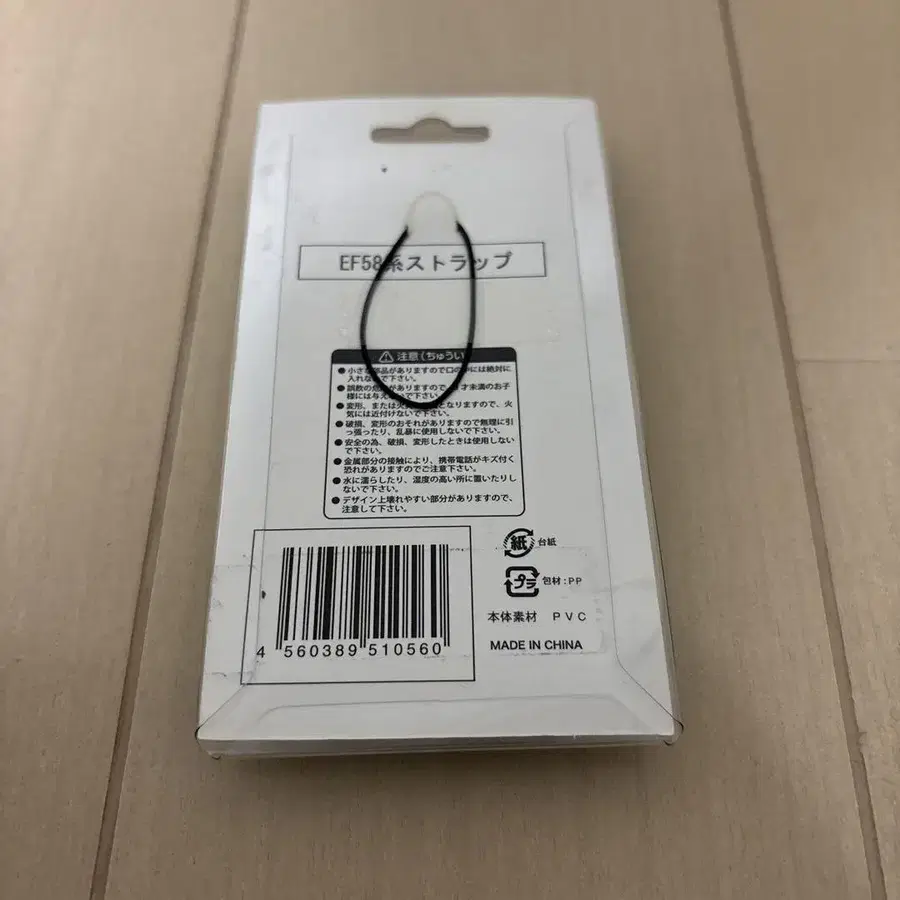 EF58系ストラップ
注意(ちゅうい
●小さな部品がありますので口の中には絶対に
入れないで下さい。
●誤飲の危険がありますので、才未満のお子
様には与えないで下さい。
●変形、または火災の原因となりますので、火
気には近付けないで下さい。
●破損、変形のおそれがありますので無理に引
っ張ったり、乱暴に使用しないで下さい。
●安全の為、破損、変形したときは使用しない
で下さい。
●金属部分の接触により、携帯電話がキズ付く
恐れがありますのでご注意下さい。
●水に濡らしたり、湿度の高い所に置いたりし
ないで下さい。
●デザイン上壊れやすい部分がありますので、
注意して下さい。
紙 台紙
プラ 包材:PP
本体素材 PVC
MADE IN CHINA
4 560389 510560